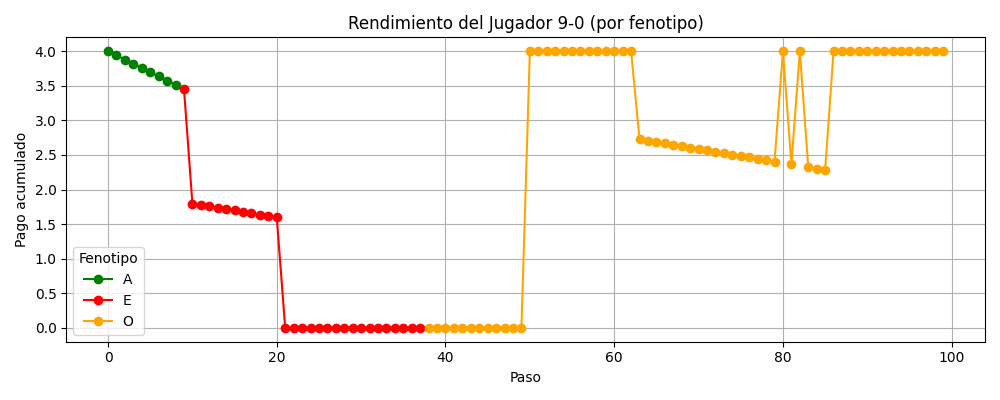 Rendimiento del Jugador 9-0 (por fenotipo)
Pago acumulado
4.0
3.5
3.0
2.5
2.0
1.5
1.0
0.5
0.0
Fenotipo
A
E
O
0 20 40 60 80 100
Paso